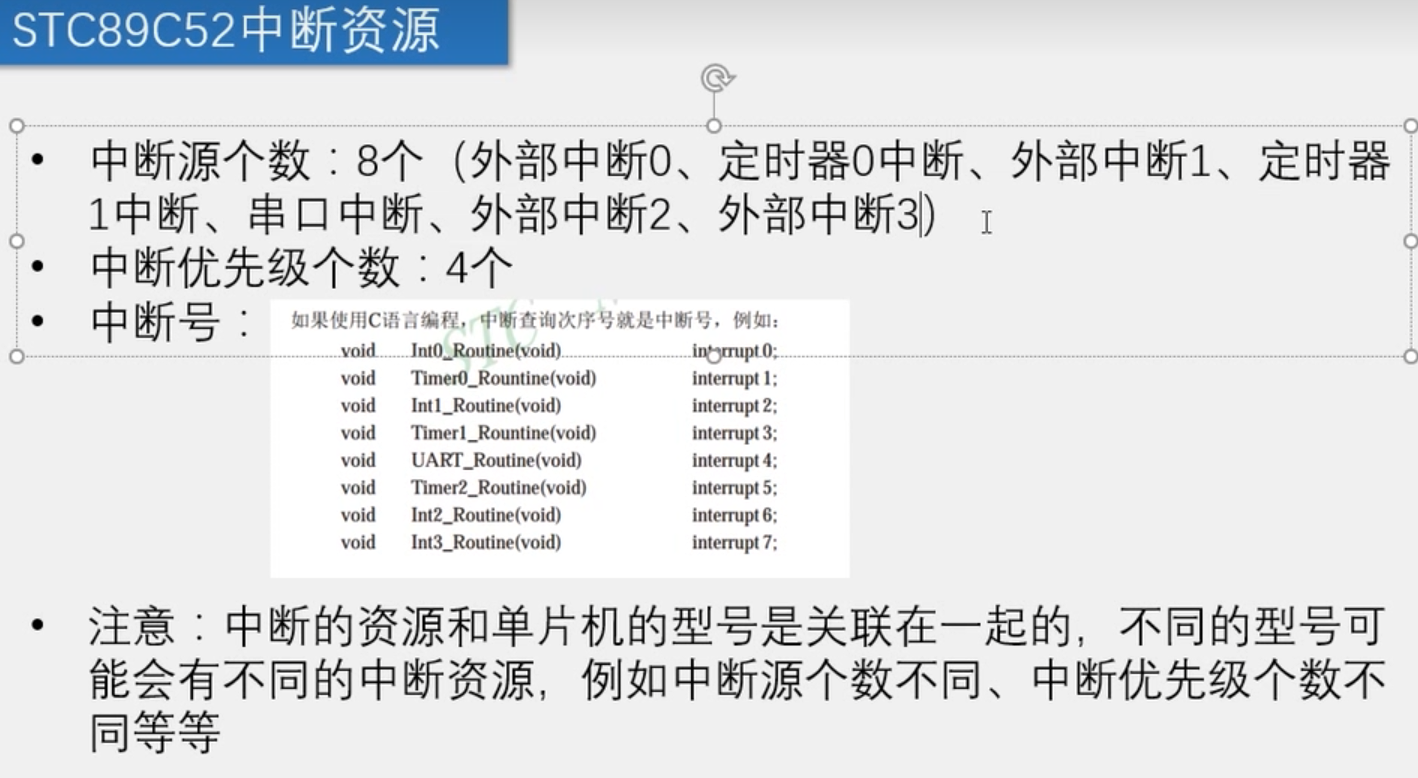 STC89C52中断资源
• 中断源个数：8个（外部中断0、定时器0中断、外部中断1、定时器
1中断、串口中断、外部中断2、外部中断3）
• 中断优先级个数：4个
• 中断号：
如果使用C语言编程，中断查询次序号就是中断号，例如：
void Int0_Routine(void) interrupt 0;
void Timer0_Rountine(void) interrupt 1;
void Int1_Routine(void) interrupt 2;
void Timer1_Rountine(void) interrupt 3;
void UART_Routine(void) interrupt 4;
void Timer2_Routine(void) interrupt 5;
void Int2_Routine(void) interrupt 6;
void Int3_Routine(void) interrupt 7;
• 注意：中断的资源和单片机的型号是关联在一起的，不同的型号可
能会有不同的中断资源，例如中断源个数不同、中断优先级个数不
同等等